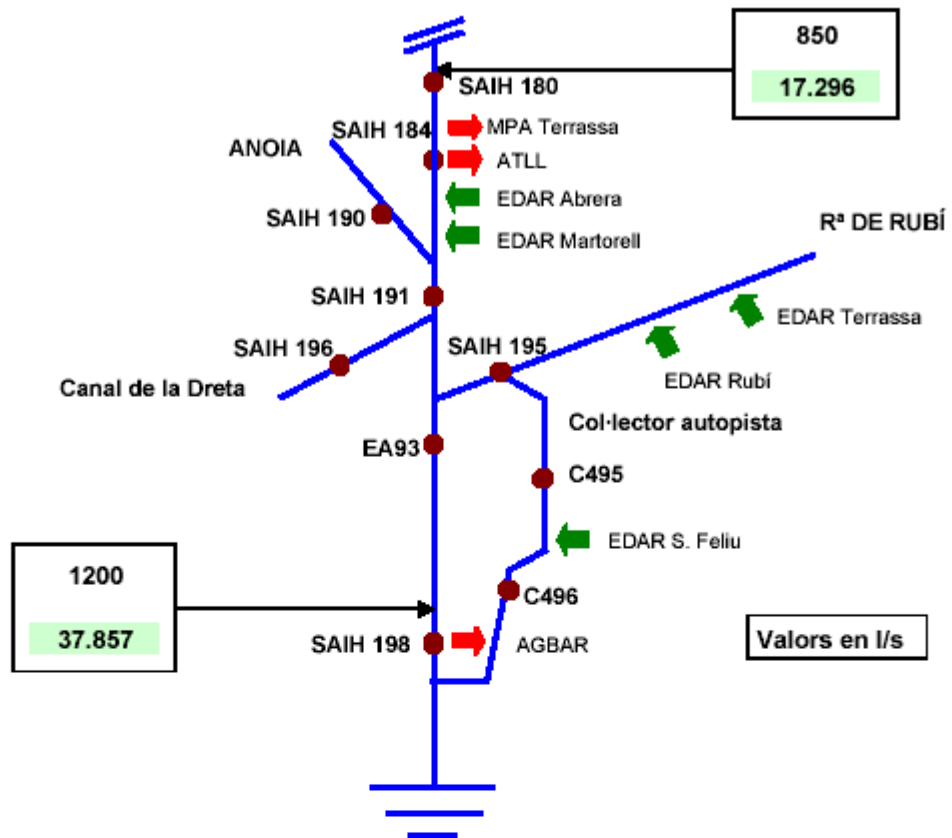 850
17.296
SAIH 180
SAIH 184
MPA Terrassa
ANOIA
ATLL
EDAR Abrera
SAIH 190
EDAR Martorell
Rª DE RUBÍ
SAIH 191
EDAR Terrassa
SAIH 196
SAIH 195
EDAR Rubí
Canal de la Dreta
Col·lector autopista
EA93
C495
EDAR S. Feliu
1200
37.857
C496
SAIH 198
AGBAR
Valors en l/s